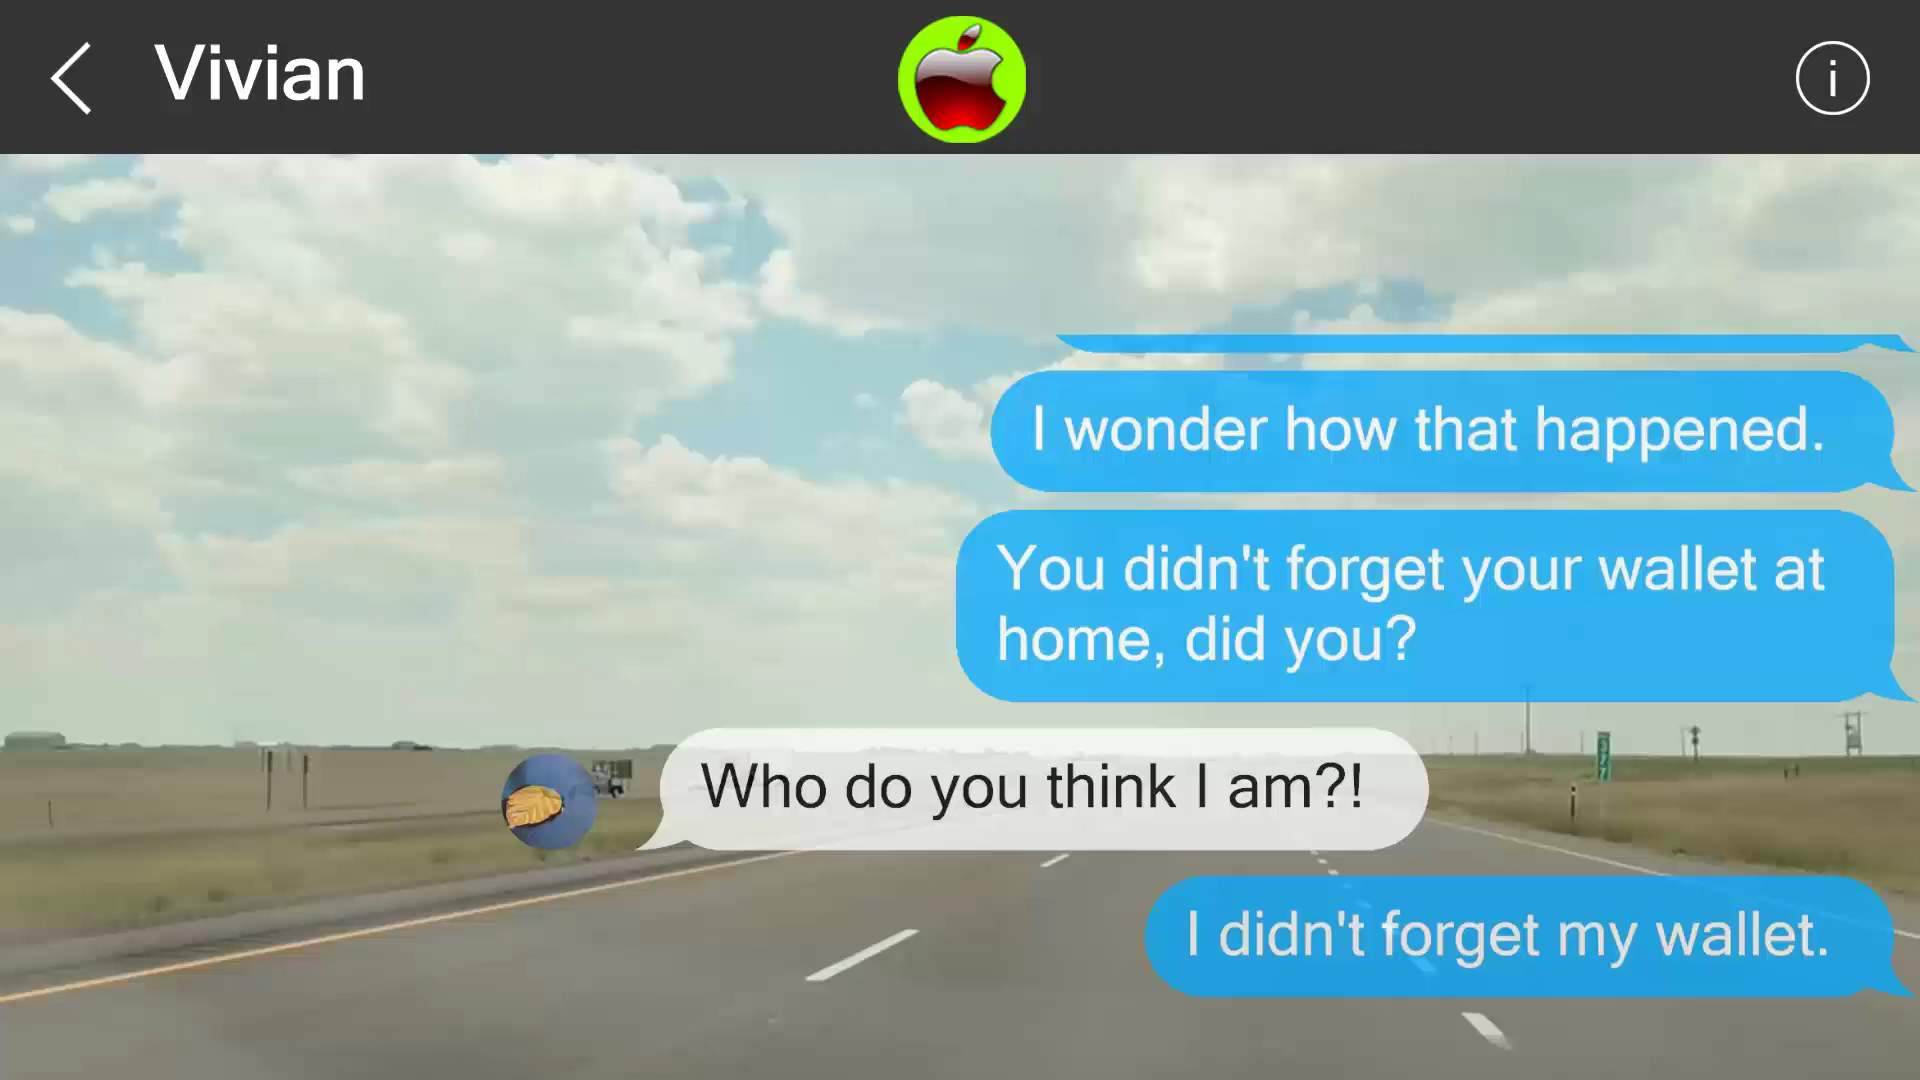 Vivian
i
I wonder how that happened.
You didn't forget your wallet at
home, did you?
Who do you think I am?!
377
I didn't forget my wallet.